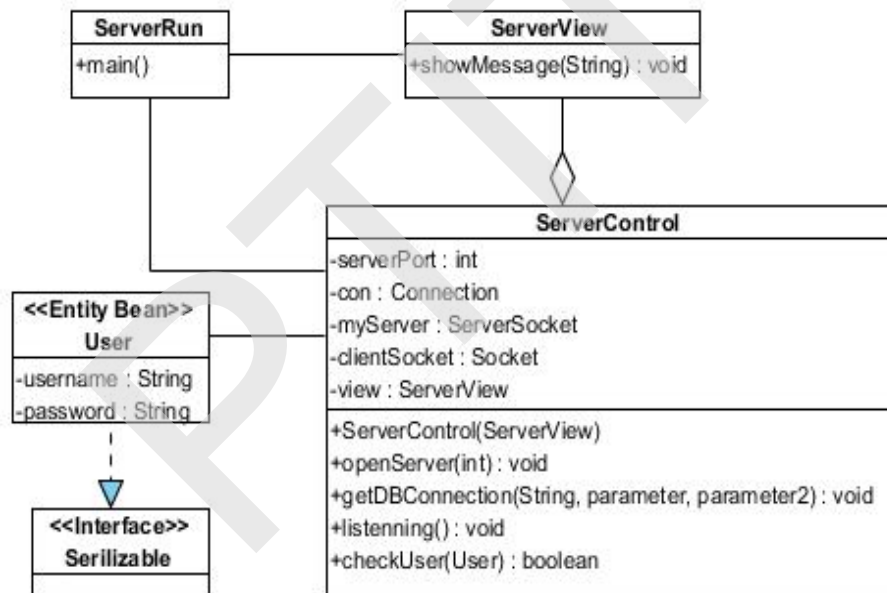 ServerRun
+main()
ServerView
+showMessage(String) : void
ServerControl
-serverPort : int
-con : Connection
-myServer : ServerSocket
-clientSocket : Socket
-view : ServerView
+ServerControl(ServerView)
+openServer(int) : void
+getDBConnection(String, parameter, parameter2) : void
+listenning() : void
+checkUser(User) : boolean
<<Entity Bean>>
User
-username : String
-password : String
<<Interface>>
Serilizable